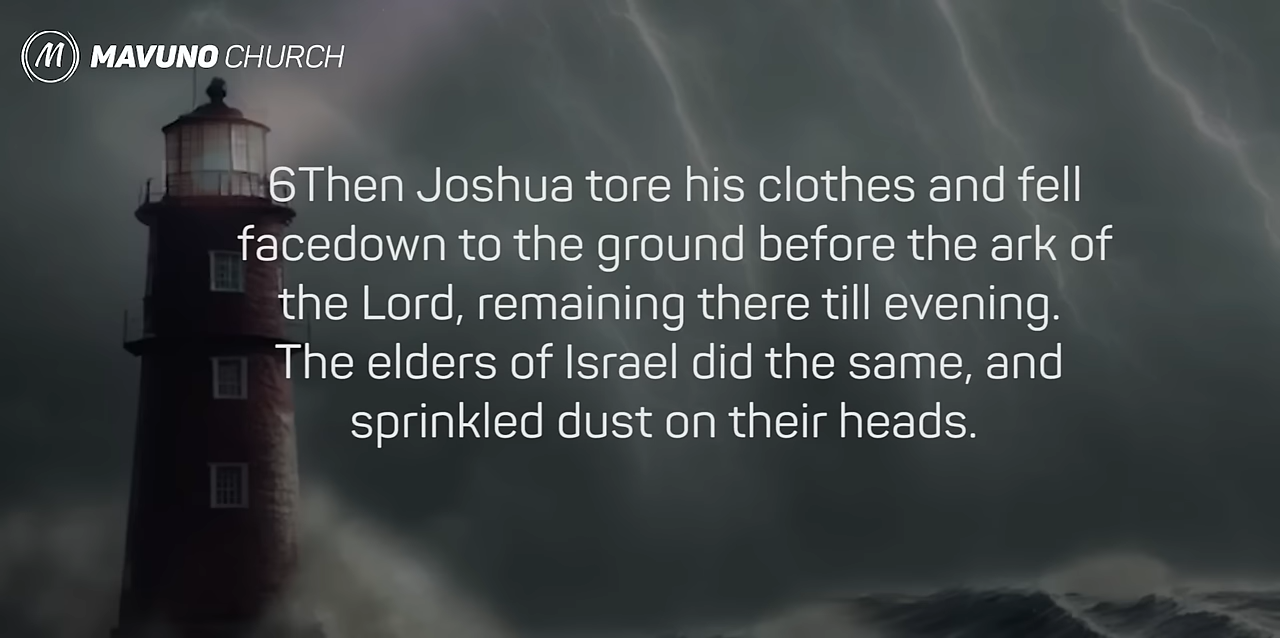 M MAVUNO CHURCH
6Then Joshua tore his clothes and fell
facedown to the ground before the ark of
the Lord, remaining there till evening.
The elders of Israel did the same, and
sprinkled dust on their heads.